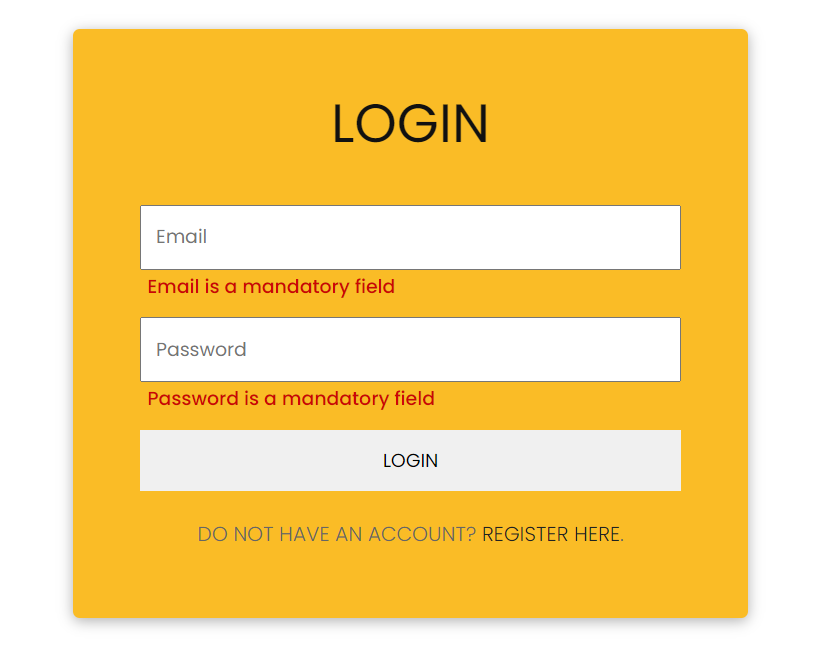 LOGIN
Email
Email is a mandatory field
Password
Password is a mandatory field
LOGIN
DO NOT HAVE AN ACCOUNT? REGISTER HERE.